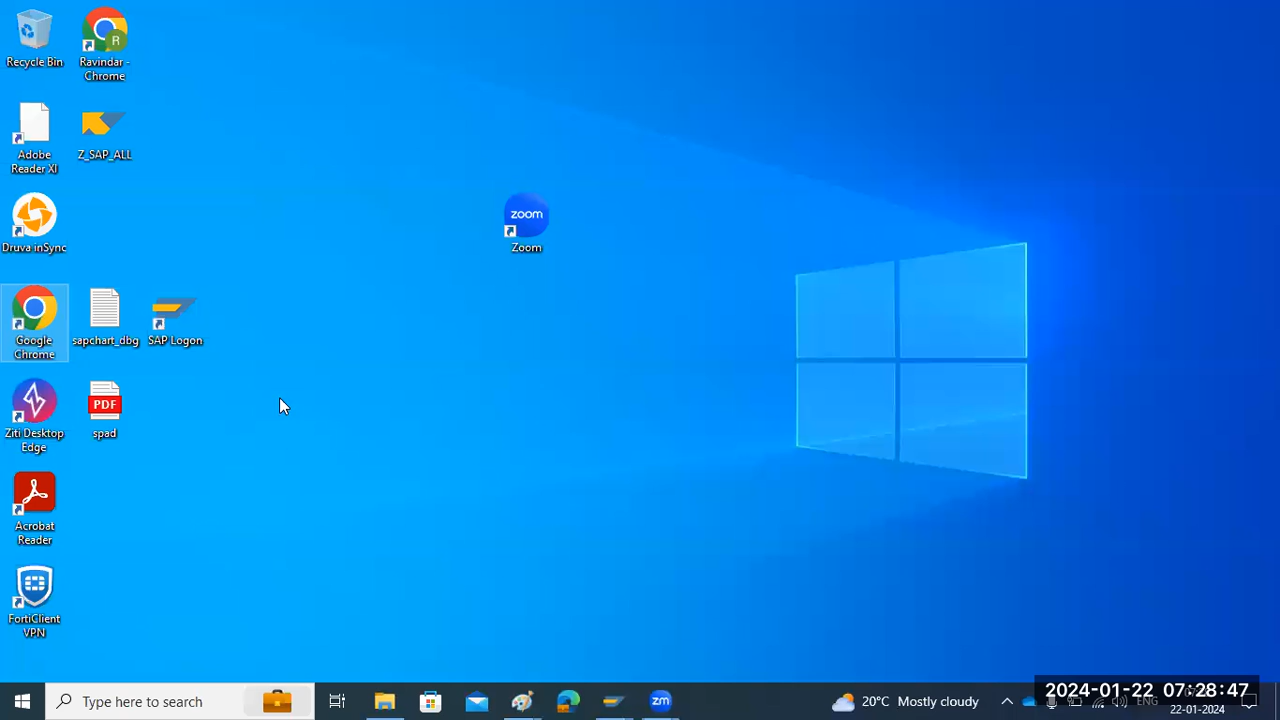 Recycle Bin
R
Ravindar -
Chrome
Adobe
Reader XI
Z_SAP_ALL
Druva inSync
zoom
Zoom
Google
Chrome
sapchart_dbg
SAP Logon
Ziti Desktop
Edge
PDF
spad
Acrobat
Reader
FortiClient
VPN
Type here to search
zm
20°C Mostly cloudy
ENG
2024-01-22 07:28:47
22-01-2024